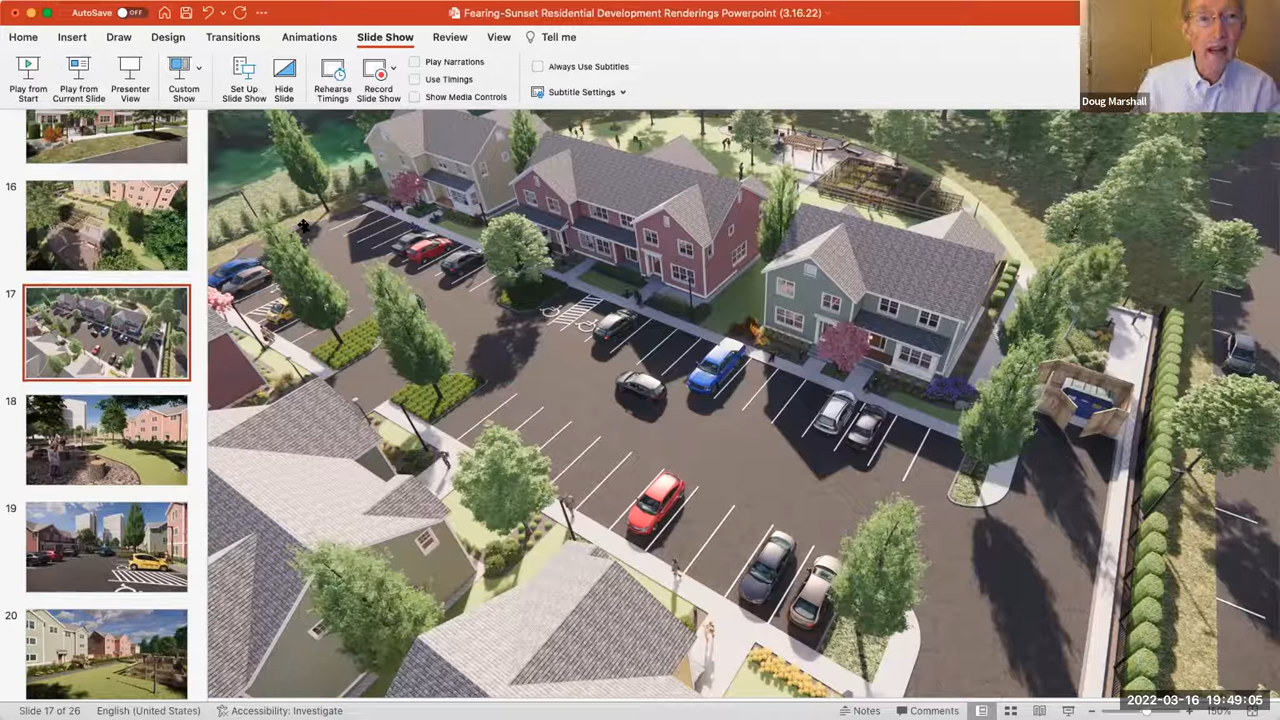 AutoSave OFF
Fearing-Sunset Residential Development Renderings Powerpoint (3.16.22)
Home Insert Draw Design Transitions Animations Slide Show Review View Tell me
Play from Start
Play from Current Slide
Presenter View
Custom Show
Set Up Slide Show
Hide Slide
Rehearse Timings
Record Slide Show
Play Narrations
Use Timings
Show Media Controls
Always Use Subtitles
Subtitle Settings
Doug Marshall
16
17
18
19
20
Slide 17 of 26 English (United States) Accessibility: Investigate Notes Comments
2022-03-16 19:49:05